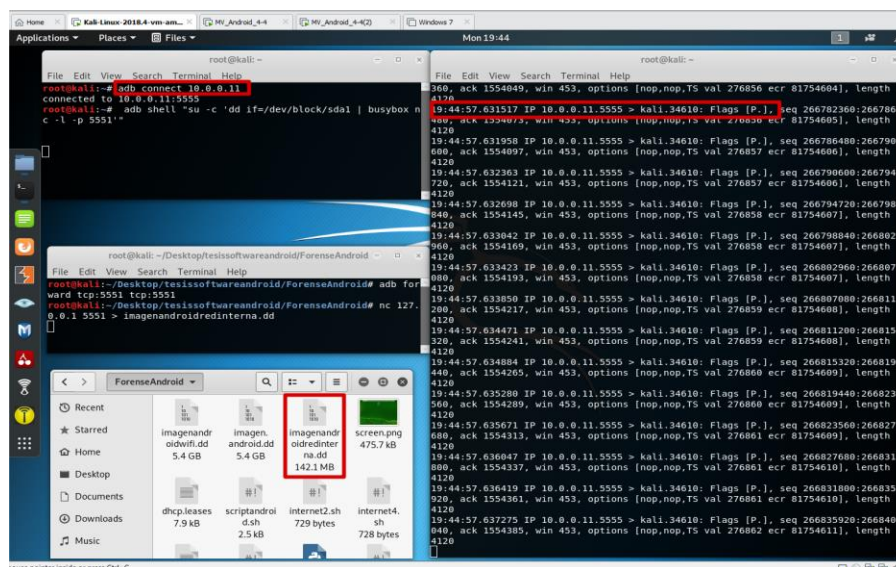 Home
Kali-Linux-2018.4-vm-am...
MV_Android_4-4
MV_Android_4-4(2)
Windows 7
Applications
Places
Files
Mon 19:44
1
root@kali: ~
File Edit View Search Terminal Help
root@kali:~# adb connect 10.0.0.11
connected to 10.0.0.11:5555
root@kali:~# adb shell "su -c 'dd if=/dev/block/sda1 | busybox n
c -l -p 5551'"
root@kali: ~/Desktop/tesissoftwareandroid/ForenseAndroid
File Edit View Search Terminal Help
root@kali:~/Desktop/tesissoftwareandroid/ForenseAndroid# adb for
ward tcp:5551 tcp:5551
root@kali:~/Desktop/tesissoftwareandroid/ForenseAndroid# nc 127.
0.0.1 5551 > imagenandroidredinterna.dd
ForenseAndroid
Recent
Starred
Home
Desktop
Documents
Downloads
Music
imagenandr
oidwifi.dd
5.4 GB
imagen.
android.dd
5.4 GB
imagenandr
oidredinter
na.dd
142.1 MB
screen.png
475.7 kB
dhcp.leases
7.9 kB
scriptandroi
d.sh
2.5 kB
internet2.sh
729 bytes
internet4.
sh
728 bytes
root@kali: ~
File Edit View Search Terminal Help
360, ack 1554049, win 453, options [nop,nop,TS val 276856 ecr 81754604], length
4120
19:44:57.631517 IP 10.0.0.11.5555 > kali.34610: Flags [P.], seq 266782360:266786
480, ack 1554073, win 453, options [nop,nop,TS val 276856 ecr 81754605], length
4120
19:44:57.631958 IP 10.0.0.11.5555 > kali.34610: Flags [P.], seq 266786480:266790
600, ack 1554097, win 453, options [nop,nop,TS val 276857 ecr 81754606], length
4120
19:44:57.632363 IP 10.0.0.11.5555 > kali.34610: Flags [P.], seq 266790600:266794
720, ack 1554121, win 453, options [nop,nop,TS val 276857 ecr 81754606], length
4120
19:44:57.632698 IP 10.0.0.11.5555 > kali.34610: Flags [P.], seq 266794720:266798
840, ack 1554145, win 453, options [nop,nop,TS val 276858 ecr 81754607], length
4120
19:44:57.633042 IP 10.0.0.11.5555 > kali.34610: Flags [P.], seq 266798840:266802
960, ack 1554169, win 453, options [nop,nop,TS val 276858 ecr 81754607], length
4120
19:44:57.633423 IP 10.0.0.11.5555 > kali.34610: Flags [P.], seq 266802960:266807
080, ack 1554193, win 453, options [nop,nop,TS val 276858 ecr 81754607], length
4120
19:44:57.633850 IP 10.0.0.11.5555 > kali.34610: Flags [P.], seq 266807080:266811
200, ack 1554217, win 453, options [nop,nop,TS val 276859 ecr 81754608], length
4120
19:44:57.634471 IP 10.0.0.11.5555 > kali.34610: Flags [P.], seq 266811200:266815
320, ack 1554241, win 453, options [nop,nop,TS val 276859 ecr 81754608], length
4120
19:44:57.634884 IP 10.0.0.11.5555 > kali.34610: Flags [P.], seq 266815320:266819
440, ack 1554265, win 453, options [nop,nop,TS val 276860 ecr 81754609], length
4120
19:44:57.635280 IP 10.0.0.11.5555 > kali.34610: Flags [P.], seq 266819440:266823
560, ack 1554289, win 453, options [nop,nop,TS val 276860 ecr 81754609], length
4120
19:44:57.635671 IP 10.0.0.11.5555 > kali.34610: Flags [P.], seq 266823560:266827
680, ack 1554313, win 453, options [nop,nop,TS val 276861 ecr 81754609], length
4120
19:44:57.636047 IP 10.0.0.11.5555 > kali.34610: Flags [P.], seq 266827680:266831
800, ack 1554337, win 453, options [nop,nop,TS val 276861 ecr 81754610], length
4120
19:44:57.636419 IP 10.0.0.11.5555 > kali.34610: Flags [P.], seq 266831800:266835
920, ack 1554361, win 453, options [nop,nop,TS val 276861 ecr 81754610], length
4120
19:44:57.637275 IP 10.0.0.11.5555 > kali.34610: Flags [P.], seq 266835920:266840
040, ack 1554385, win 453, options [nop,nop,TS val 276862 ecr 81754611], length
4120